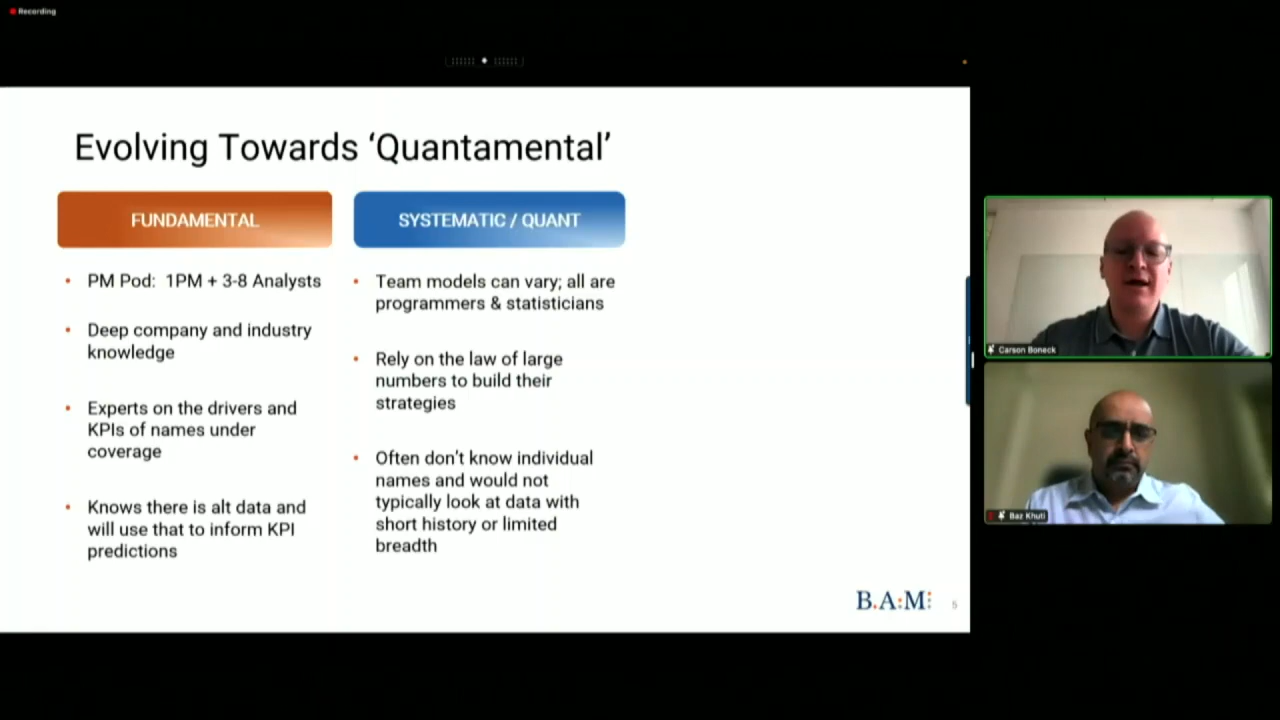 Recording
Evolving Towards ‘Quantamental’
FUNDAMENTAL
• PM Pod: 1PM + 3-8 Analysts
• Deep company and industry
knowledge
• Experts on the drivers and
KPIs of names under
coverage
• Knows there is alt data and
will use that to inform KPI
predictions
SYSTEMATIC / QUANT
• Team models can vary; all are
programmers & statisticians
• Rely on the law of large
numbers to build their
strategies
• Often don’t know individual
names and would not
typically look at data with
short history or limited
breadth
B.A:M:
5
Carson Boneck
Baz Khuti